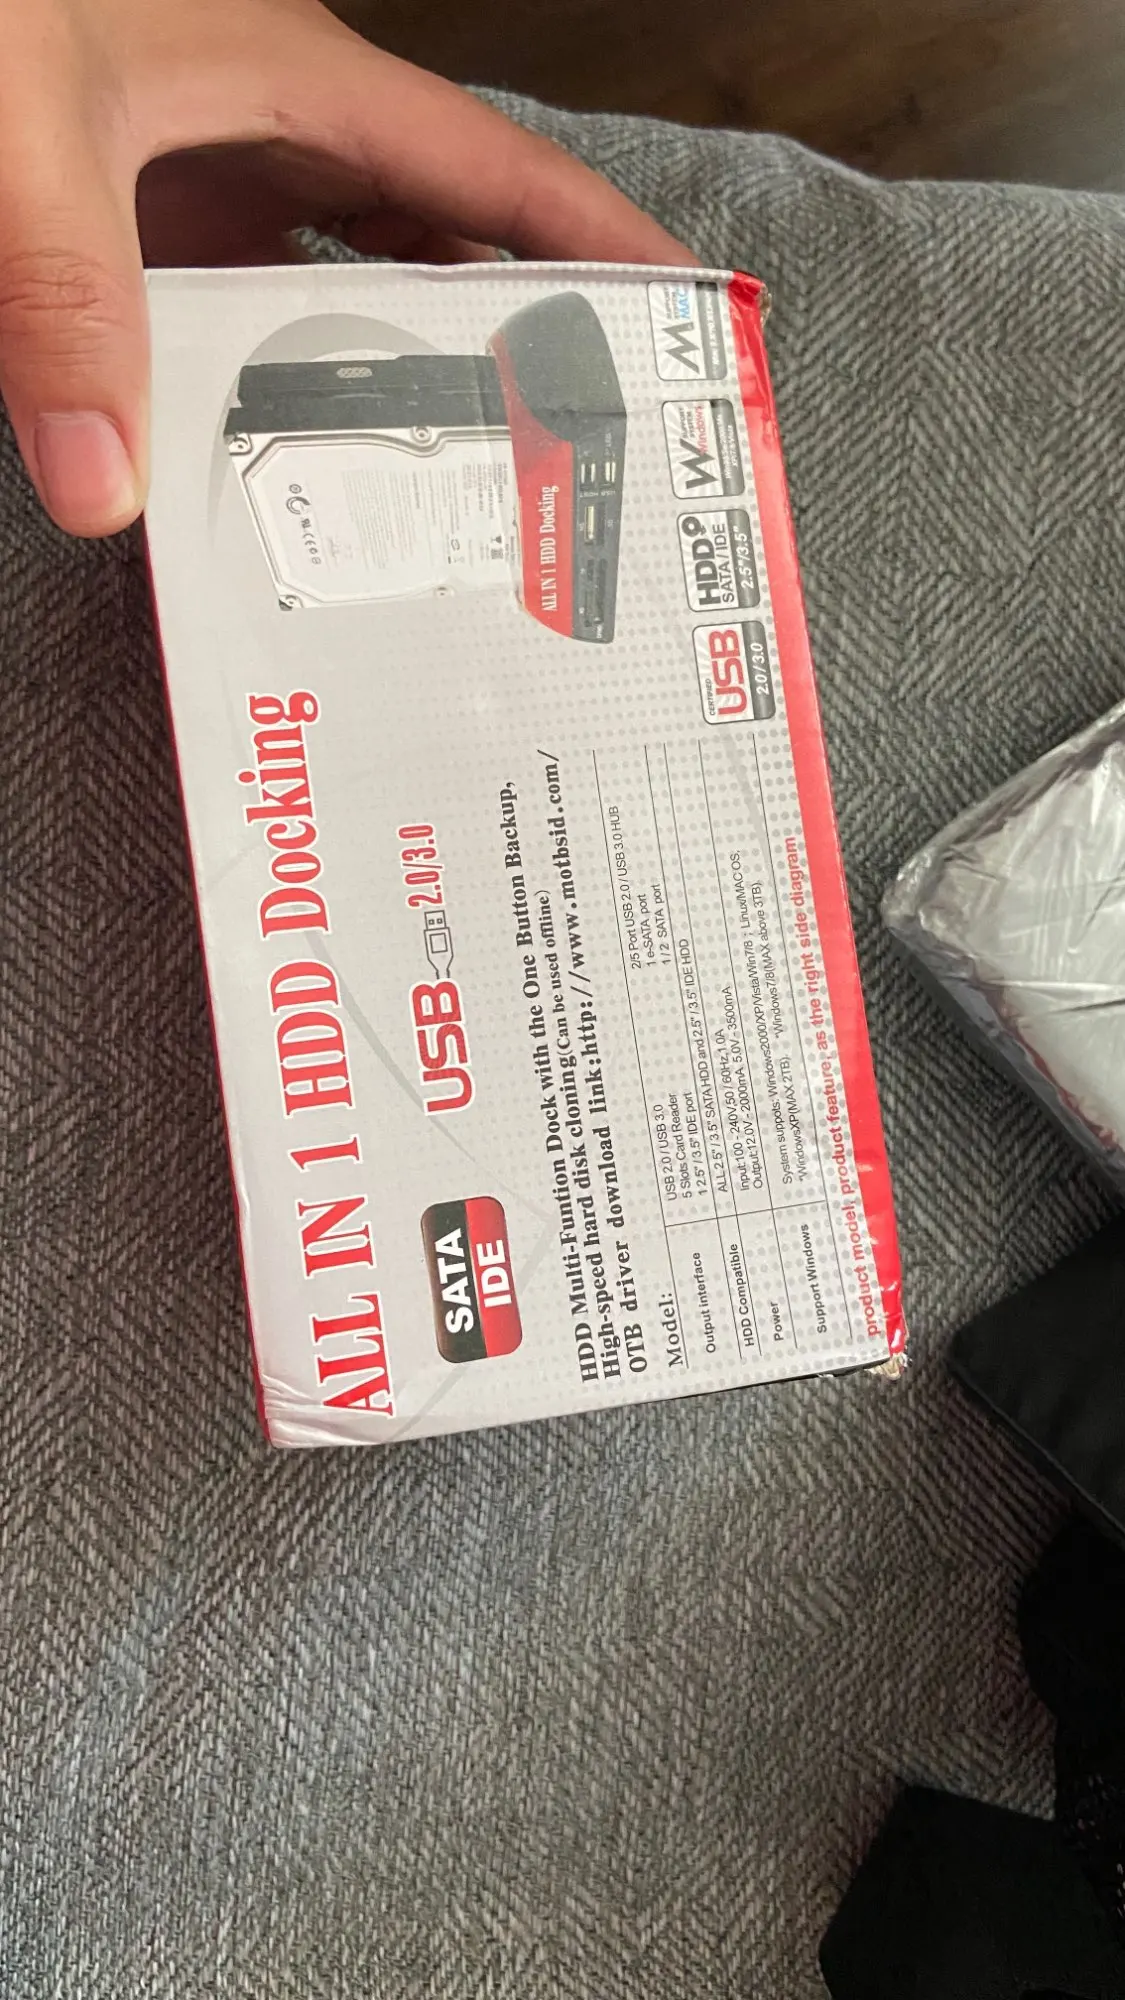 ALL IN 1 HDD Docking
SATA
IDE
USB 2.0/3.0
ALL IN 1 HDD Docking
HDD Multi-Funtion Dock with the One Button Backup,
High-speed hard disk cloning(Can be used offline)
OTB driver download link:http://www.motbsid.com/
Model:
Output interface
USB 2.0 / USB 3.0
2/5 Port USB 2.0 / USB 3.0 HUB
5 Slots Card Reader
1 e-SATA port
1 2.5" / 3.5" IDE port
1 / 2 SATA port
HDD Compatible
ALL 2.5" / 3.5" SATA HDD and 2.5" / 3.5" IDE HDD
Power
Input:100 - 240V,50 / 60Hz,1.0A
Output:12.0V - 2000mA, 5.0V - 3500mA
Support Windows
System suppots: Windows2000/XP/Vista/Win7/8 ; Linux/MAC OS,
*WindowsXP(MAX 2TB). *Windows7/8(MAX above 3TB).
product model, product feature, as the right side diagram
CERTIFIED
USB
2.0 / 3.0
HDD
SATA / IDE
2.5"/3.5"
W
SUPPORT
SYSTEM
Windows
M
SUPPORT
SYSTEM
MAC